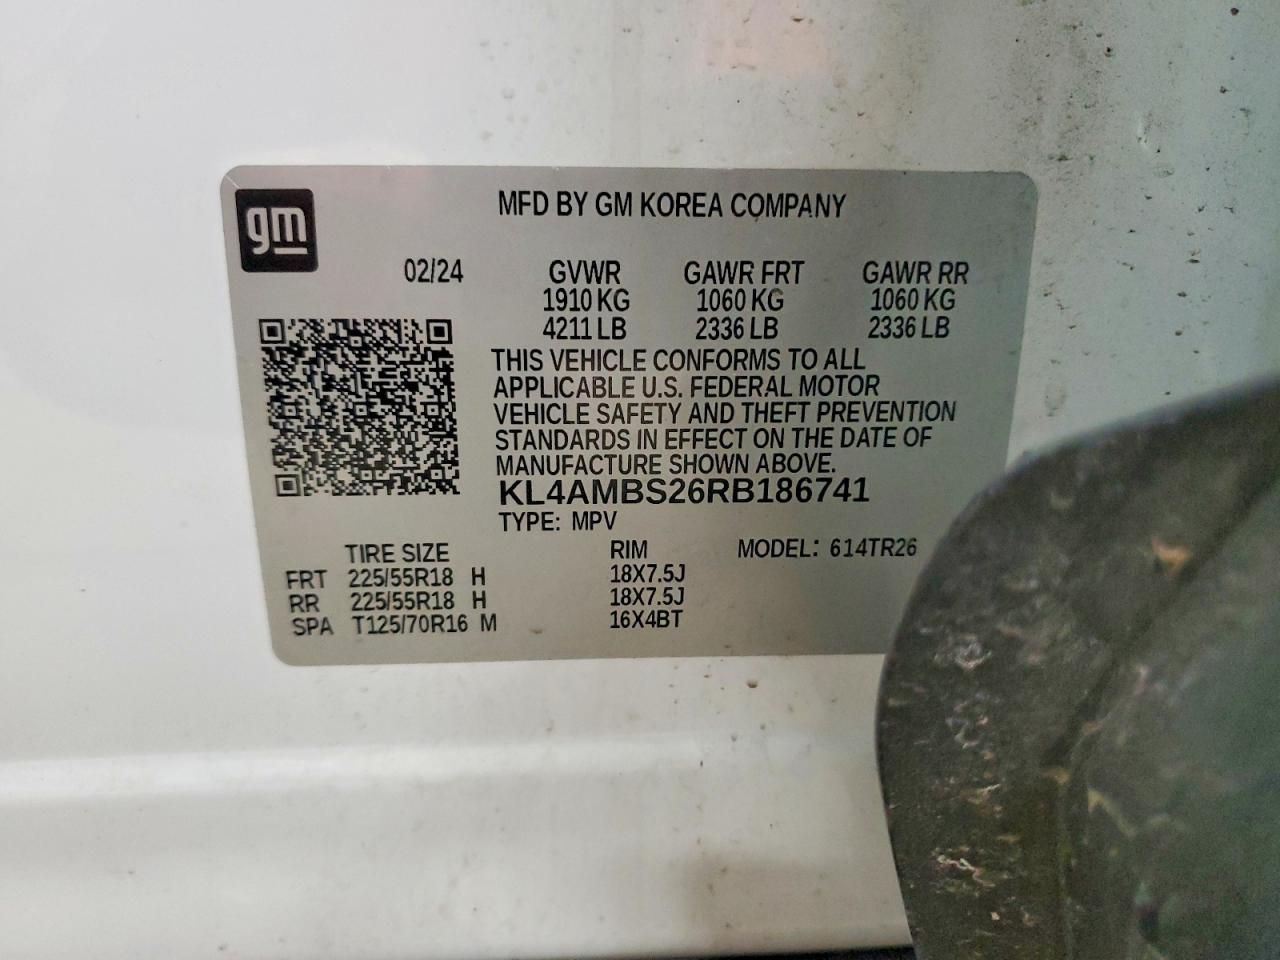 gm
MFD BY GM KOREA COMPANY
02/24 GVWR GAWR FRT GAWR RR
1910 KG 1060 KG 1060 KG
4211 LB 2336 LB 2336 LB
THIS VEHICLE CONFORMS TO ALL
APPLICABLE U.S. FEDERAL MOTOR
VEHICLE SAFETY AND THEFT PREVENTION
STANDARDS IN EFFECT ON THE DATE OF
MANUFACTURE SHOWN ABOVE.
KL4AMBS26RB186741
TYPE: MPV
TIRE SIZE RIM MODEL: 614TR26
FRT 225/55R18 H 18X7.5J
RR 225/55R18 H 18X7.5J
SPA T125/70R16 M 16X4BT